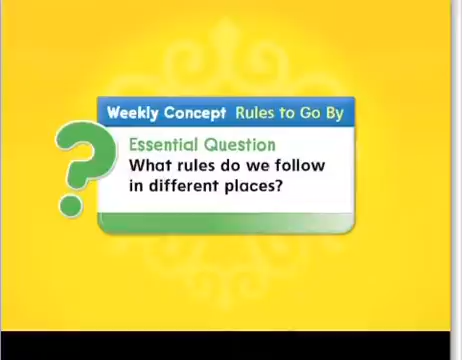 Weekly Concept Rules to Go By
Essential Question
What rules do we follow
in different places?